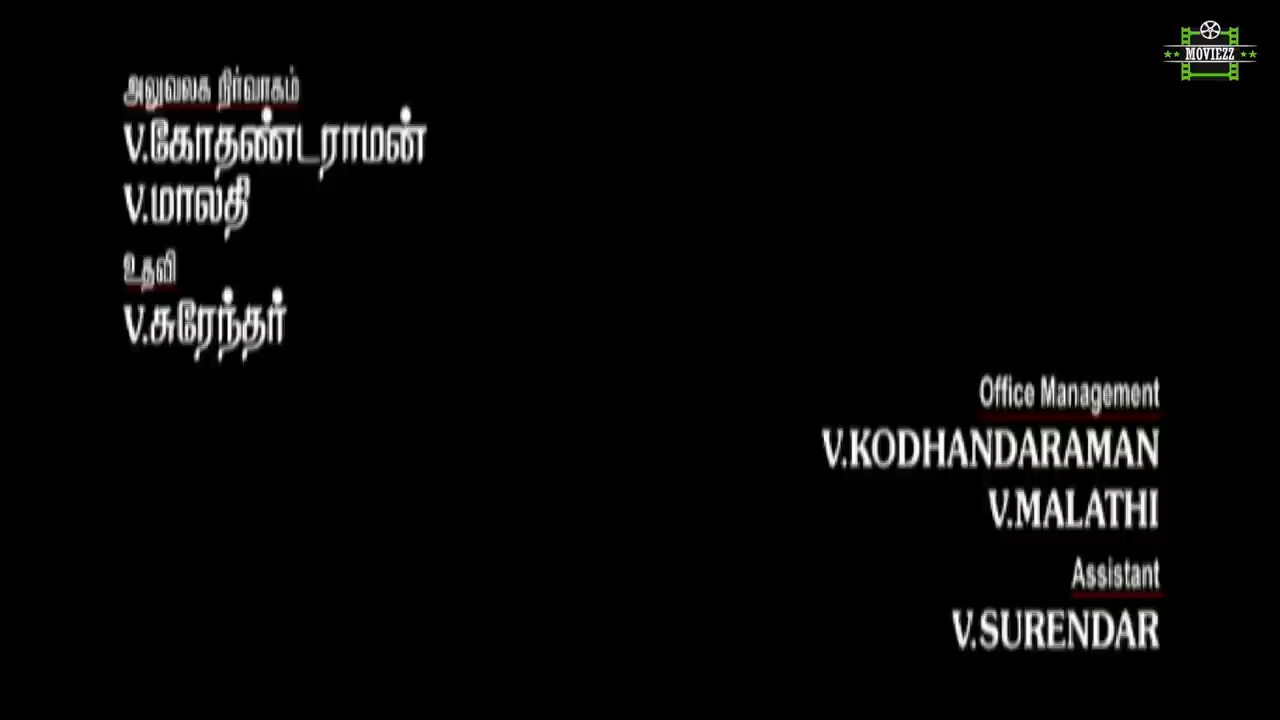 MOVIEZZ
அலுவலக நிர்வாகம்
V.கோதண்டராமன்
V.மாலதி
உதவி
V.சுரேந்தர்
Office Management
V.KODHANDARAMAN
V.MALATHI
Assistant
V.SURENDAR